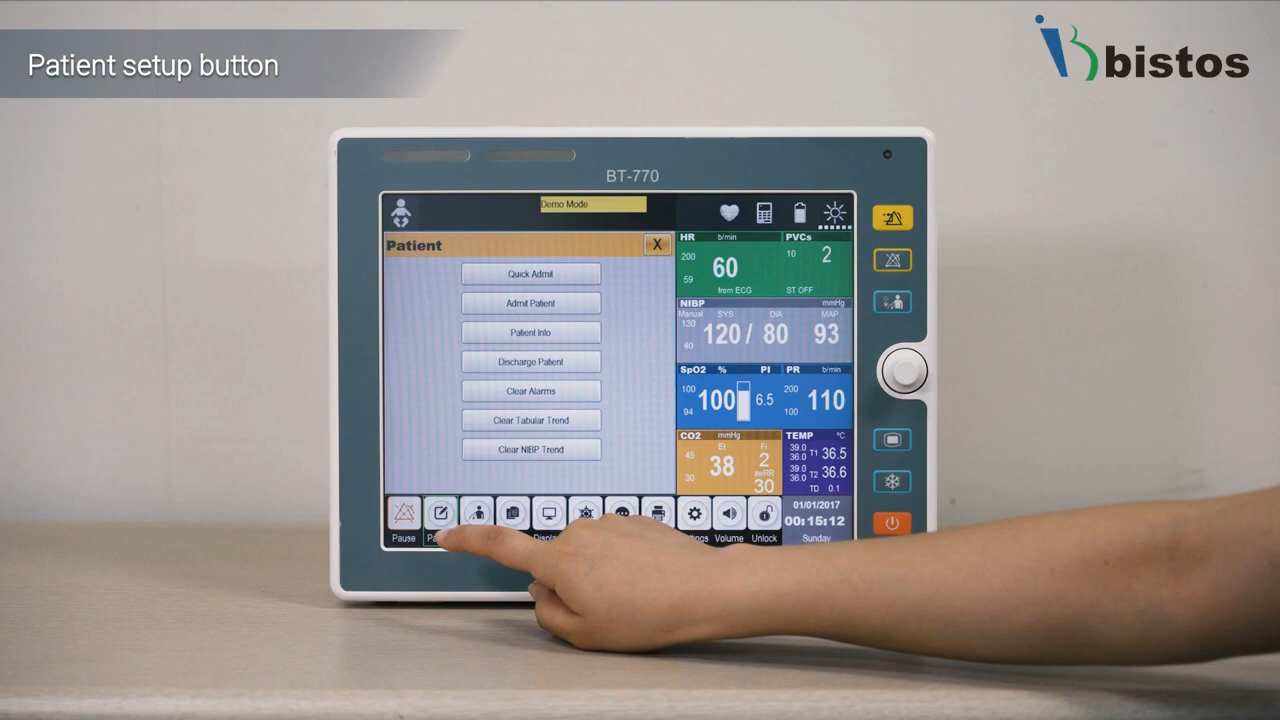 Patient setup button
bistos
BT-770
Demo Mode
Patient
X
Quick Admit
Admit Patient
Patient Info
Discharge Patient
Clear Alarms
Clear Tabular Trend
Clear NIBP Trend
HR b/min PVCs
200 60 10 2
59
from ECG ST OFF
NIBP mmHg
Manual SYS DIA MAP
130 120 / 80 93
40
SpO2 % PI PR b/min
100 100 6.5 200 110
94 100
CO2 mmHg
Et Fi
45 38 2
awRR
30 30
TEMP °C
39.0 T1 36.5
36.0
39.0 T2 36.6
36.0
TD 0.1
01/01/2017
00:15:12
Sunday
Pause
Volume Unlock